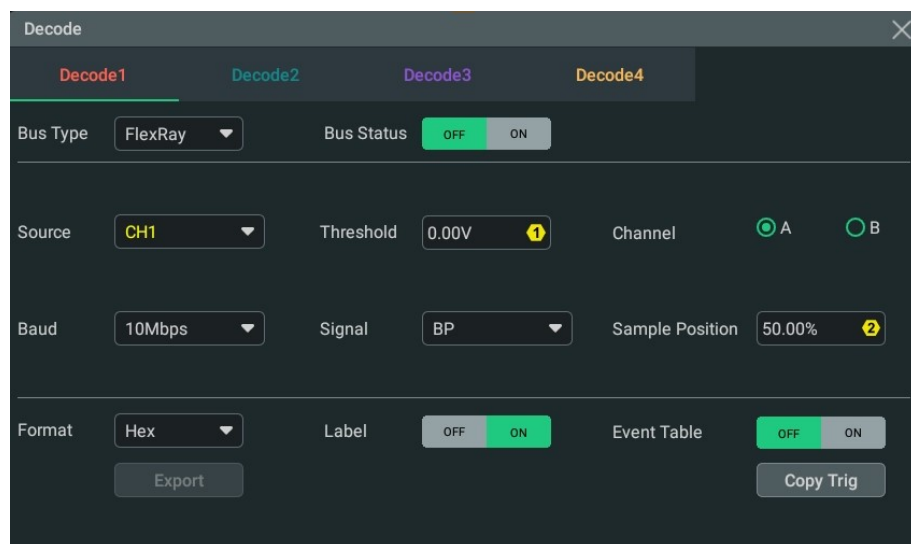 Decode
Decode1 Decode2 Decode3 Decode4
Bus Type FlexRay Bus Status OFF ON
Source CH1 Threshold 0.00V 1 Channel A B
Baud 10Mbps Signal BP Sample Position 50.00% 2
Format Hex Label OFF ON Event Table OFF ON
Export Copy Trig